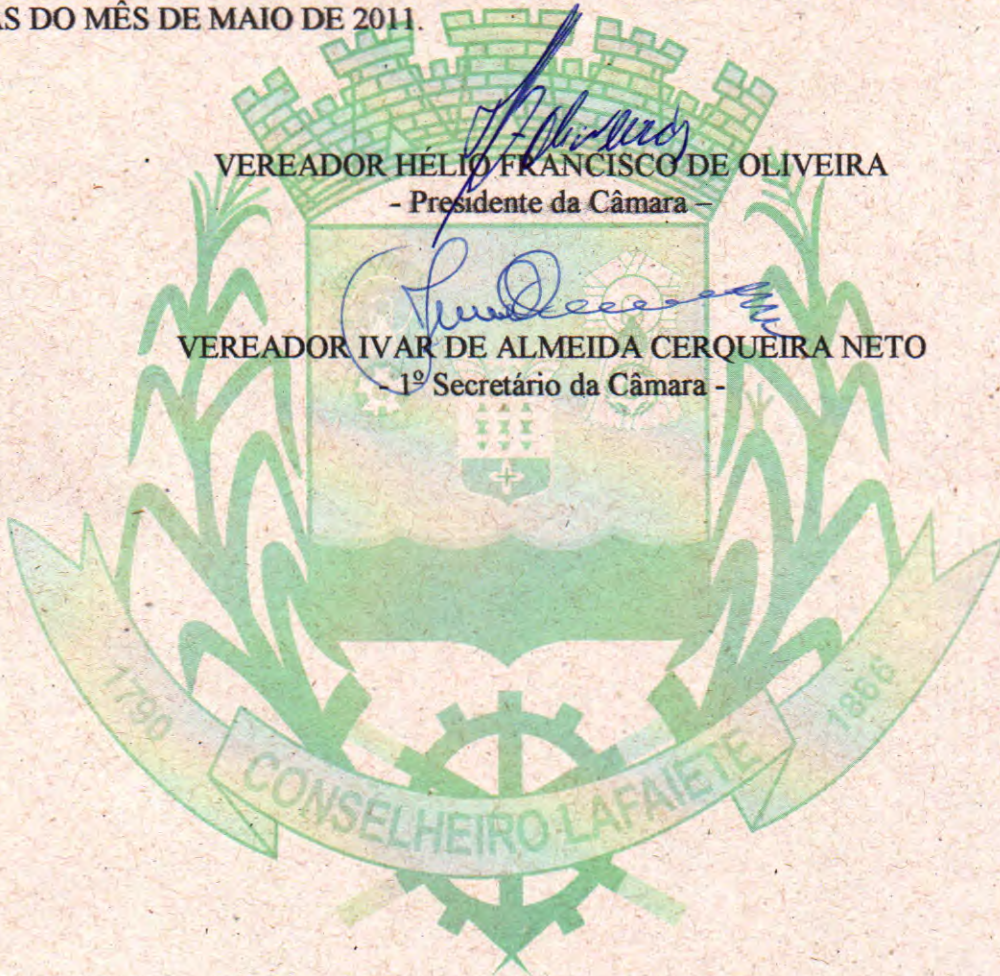 AS DO MÊS DE MAIO DE 2011.
VEREADOR HÉLIO FRANCISCO DE OLIVEIRA
- Presidente da Câmara –
VEREADOR IVAR DE ALMEIDA CERQUEIRA NETO
- 1º Secretário da Câmara -
1790
CONSELHEIRO LAFAIETE
1866